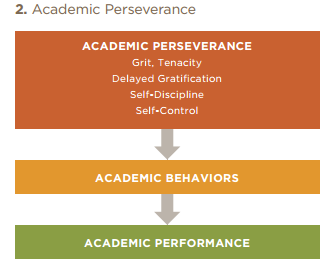 2. Academic Perseverance
ACADEMIC PERSEVERANCE
Grit, Tenacity
Delayed Gratification
Self-Discipline
Self-Control
ACADEMIC BEHAVIORS
ACADEMIC PERFORMANCE